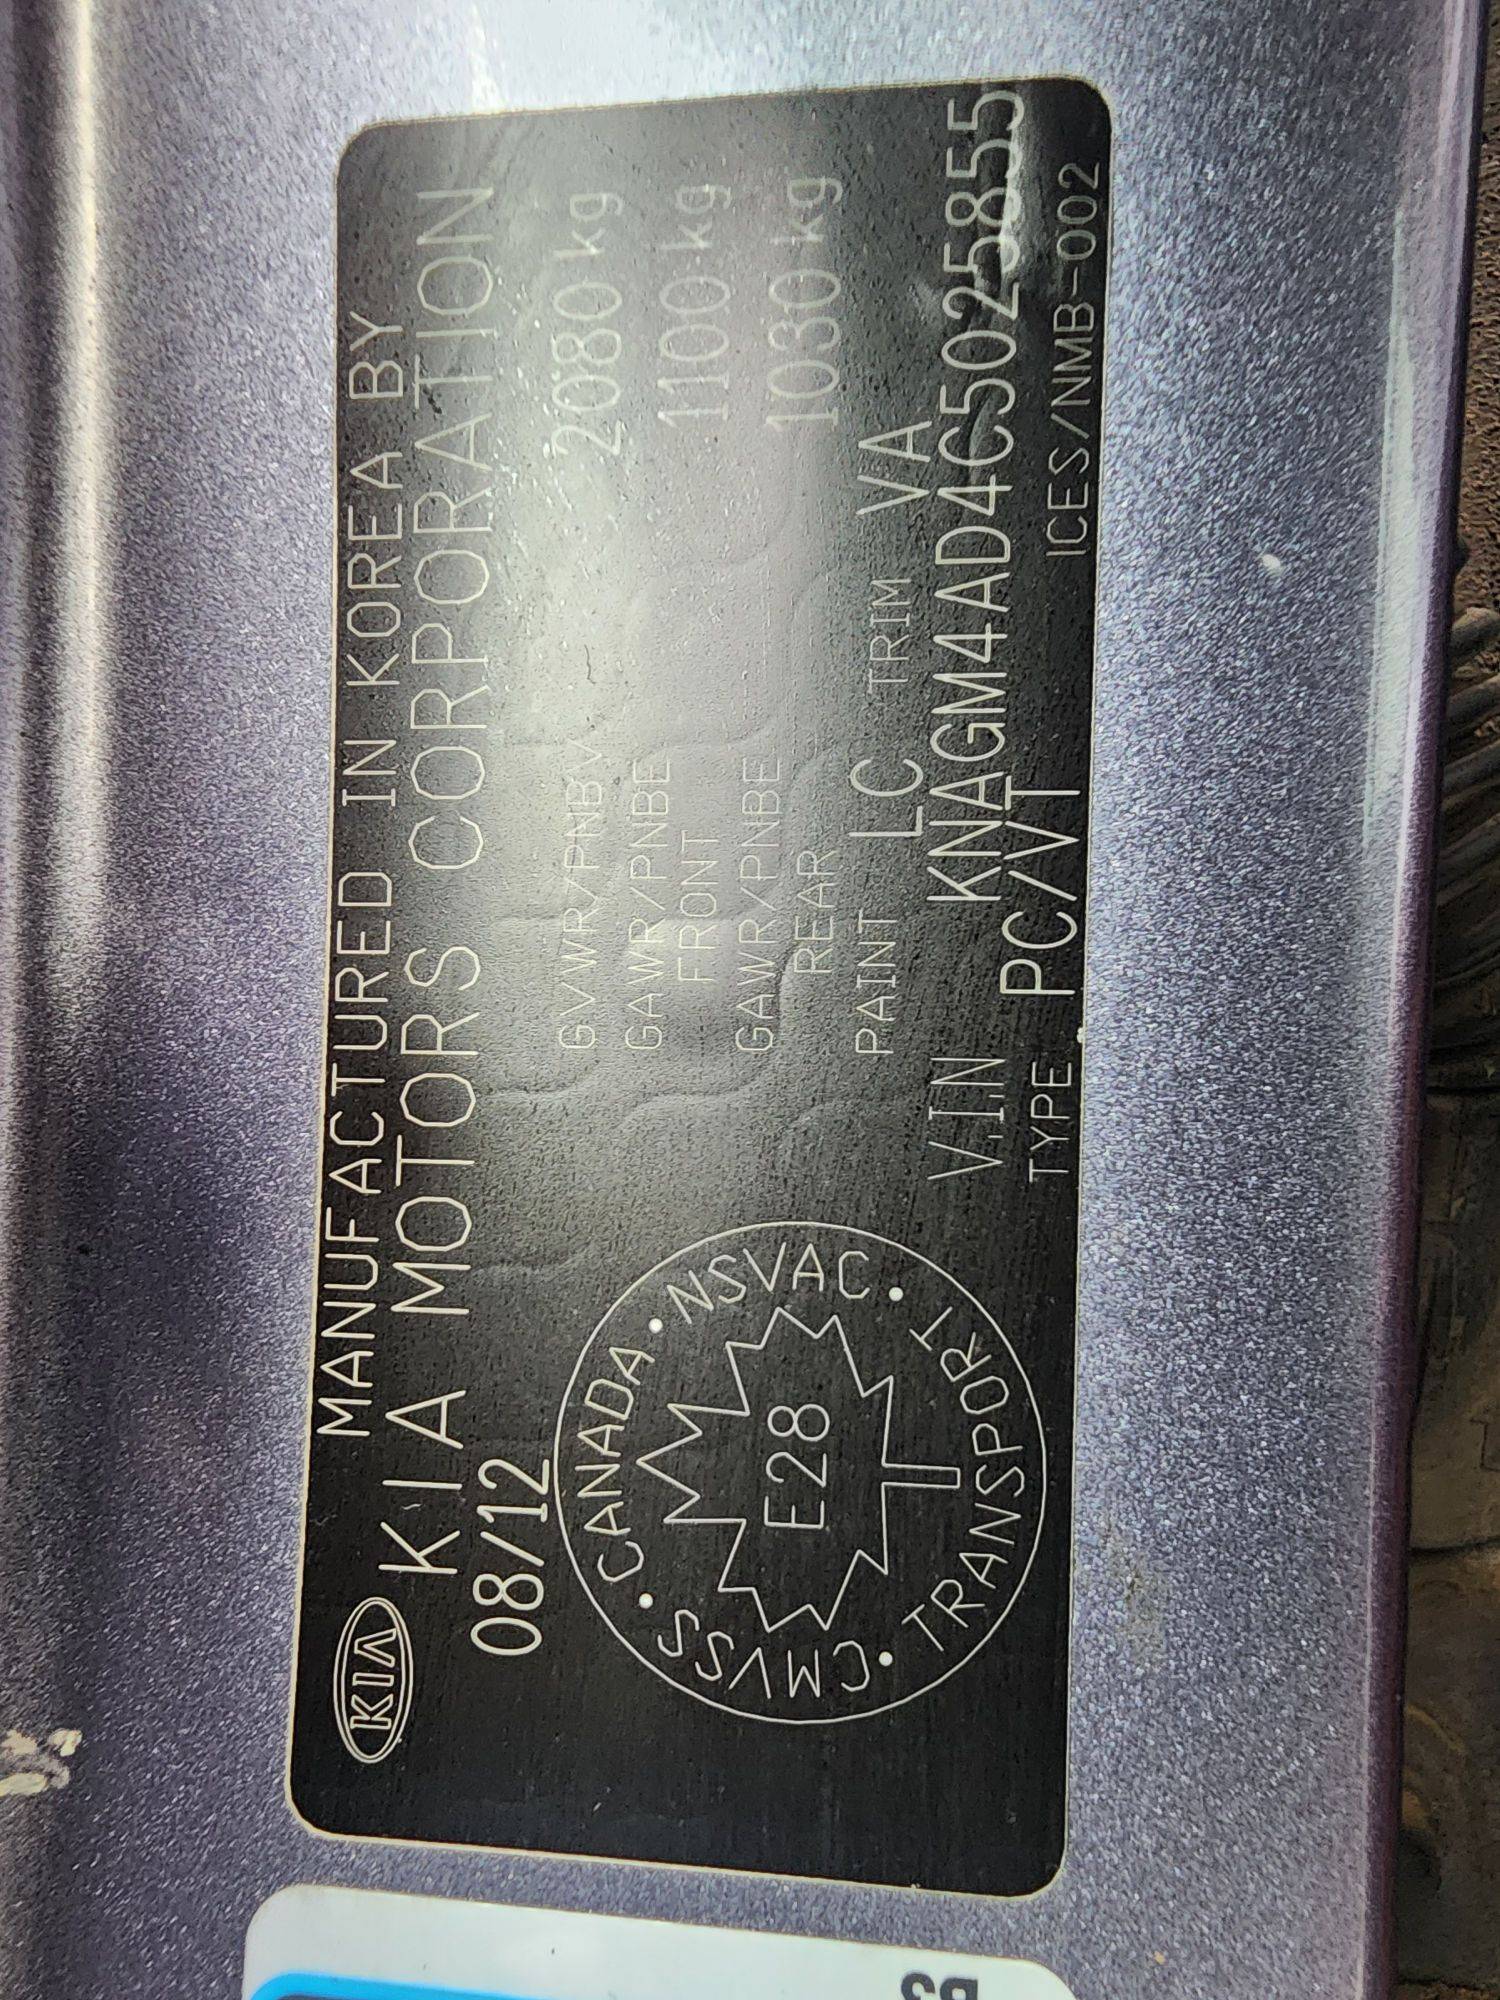 KIA
MANUFACTURED IN KOREA BY
KIA MOTORS CORPORATION
08/12
GVWR/PNBV 2080 kg
GAWR/PNBE FRONT 1100 kg
GAWR/PNBE REAR 1030 kg
PAINT LC TRIM VA
V.I.N KNAGM4AD4C5025855
TYPE PC/VT ICES/NMB-002
CANADA • NSVAC • TRANSPORT • CMVSS •
E28